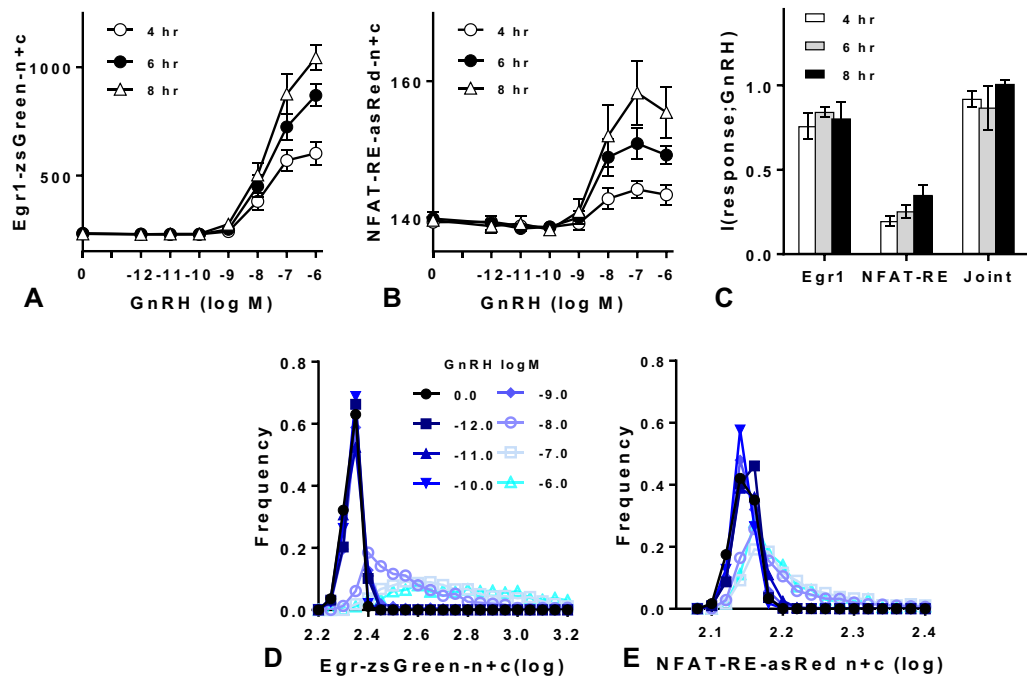 Egr1-zsGreen-n+c
1000
500
4 hr
6 hr
8 hr
0 -12 -11 -10 -9 -8 -7 -6
GnRH (log M)
A
NFAT-RE-asRed-n+c
160
140
4 hr
6 hr
8 hr
0 -12 -11 -10 -9 -8 -7 -6
GnRH (log M)
B
I(response;GnRH)
1.0
0.5
0.0
4 hr
6 hr
8 hr
Egr1 NFAT-RE Joint
C
Frequency
0.8
0.6
0.4
0.2
0.0
GnRH logM
0.0 -9.0
-12.0 -8.0
-11.0 -7.0
-10.0 -6.0
2.2 2.4 2.6 2.8 3.0 3.2
D
Egr-zsGreen-n+c(log)
Frequency
0.8
0.6
0.4
0.2
0.0
2.1 2.2 2.3 2.4
E
NFAT-RE-asRed n+c (log)